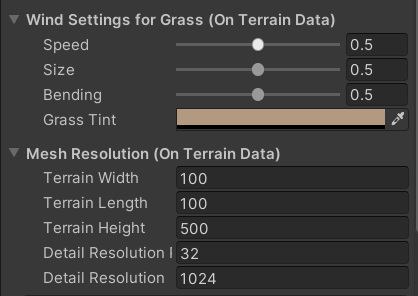 Wind Settings for Grass (On Terrain Data)
Speed 0.5
Size 0.5
Bending 0.5
Grass Tint
Mesh Resolution (On Terrain Data)
Terrain Width 100
Terrain Length 100
Terrain Height 500
Detail Resolution 32
Detail Resolution 1024